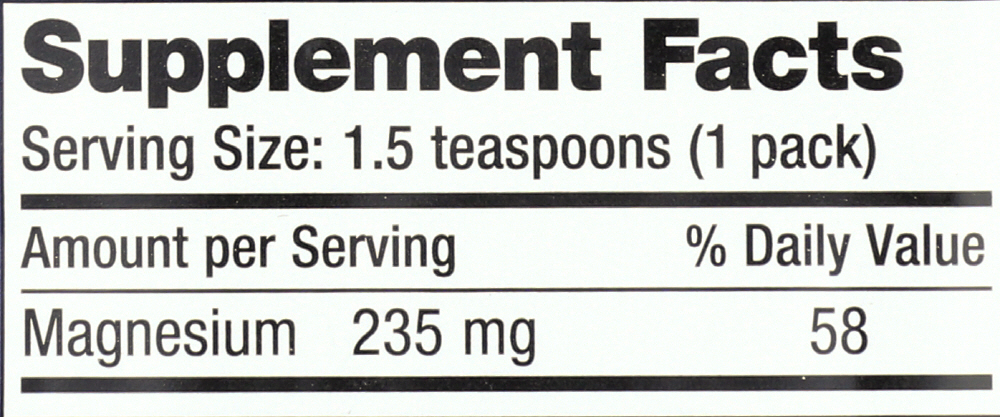 Supplement Facts
Serving Size: 1.5 teaspoons (1 pack)
Amount per Serving % Daily Value
Magnesium 235 mg 58